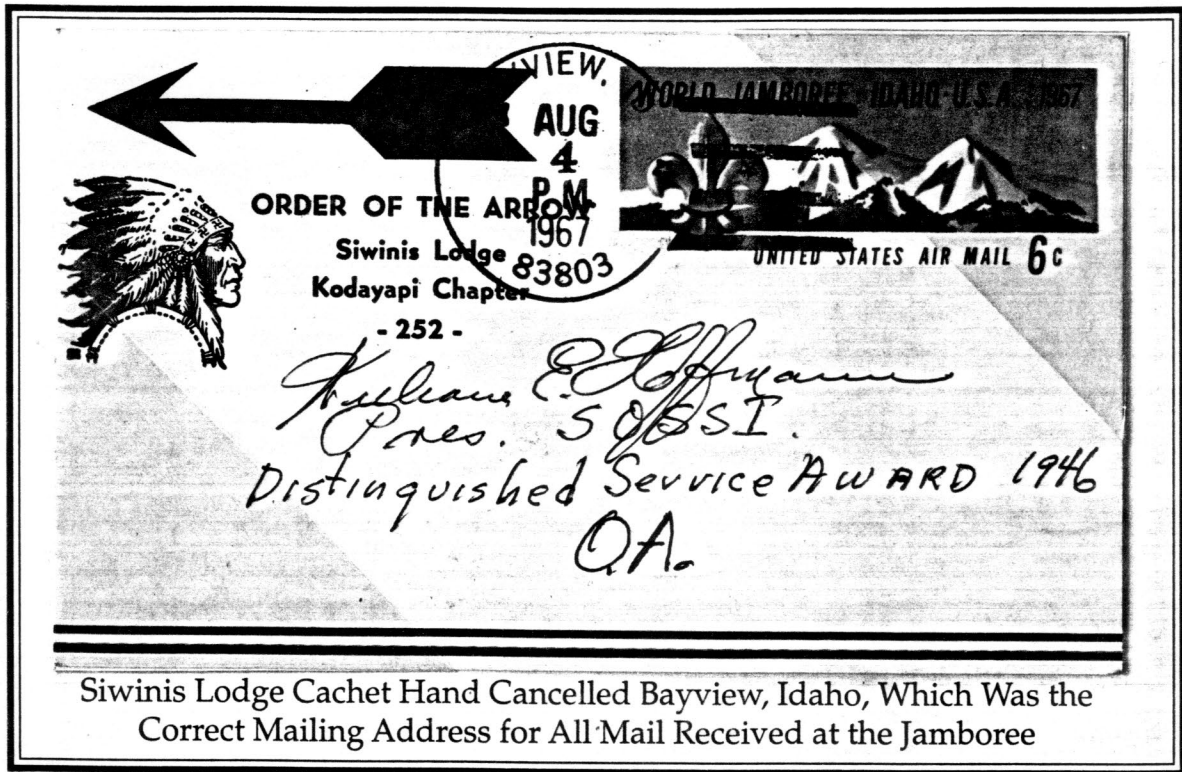 VIEW,
AUG
4
P.M
1967
83803
WORLD JAMBOREE · IDAHO · U.S.A. 1967
UNITED STATES AIR MAIL 6c
ORDER OF THE ARROW
Siwinis Lodge
Kodayapi Chapter
- 252 -
William E. Hoffmann
Pres. SOSSI.
Distinguished Service AWARD 1946
O.A.
Siwinis Lodge Cachet Hand Cancelled Bayview, Idaho, Which Was the
Correct Mailing Address for All Mail Received at the Jamboree